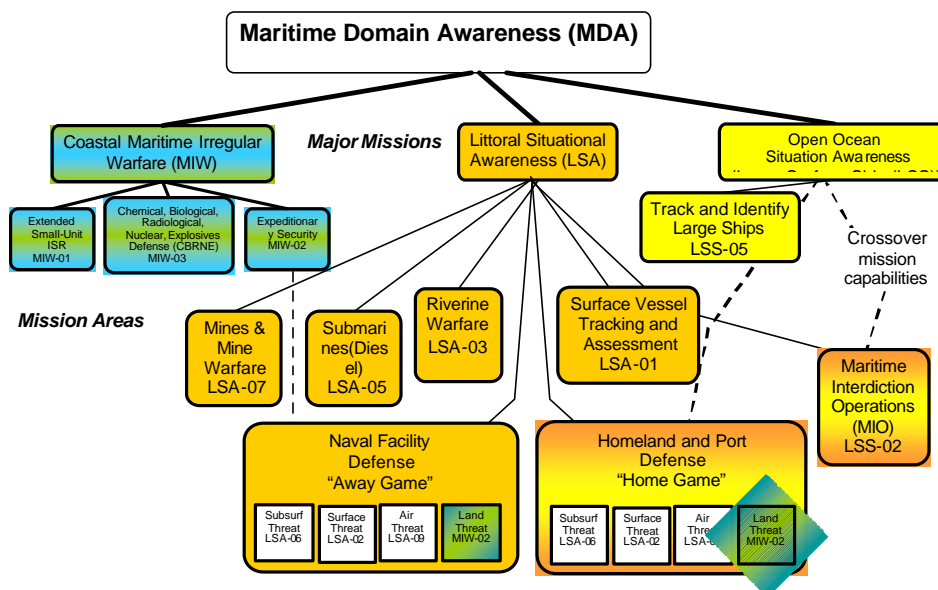 Maritime Domain Awareness (MDA)
Major Missions
Coastal Maritime Irregular
Warfare (MIW)
Littoral Situational
Awareness (LSA)
Open Ocean
Situation Awareness
Extended
Small-Unit
ISR
MIW-01
Chemical, Biological,
Radiological,
Nuclear, Explosives
Defense (CBRNE)
MIW-03
Expeditionar
y Security
MIW-02
Track and Identify
Large Ships
LSS-05
Crossover
mission
capabilities
Mission Areas
Mines &
Mine
Warfare
LSA-07
Submari
nes(Dies
el)
LSA-05
Riverine
Warfare
LSA-03
Surface Vessel
Tracking and
Assessment
LSA-01
Maritime
Interdiction
Operations
(MIO)
LSS-02
Naval Facility
Defense
“Away Game”
Subsurf
Threat
LSA-06
Surface
Threat
LSA-02
Air
Threat
LSA-09
Land
Threat
MIW-02
Homeland and Port
Defense
“Home Game”
Subsurf
Threat
LSA-06
Surface
Threat
LSA-02
Air
Threat
Land
Threat
MIW-02